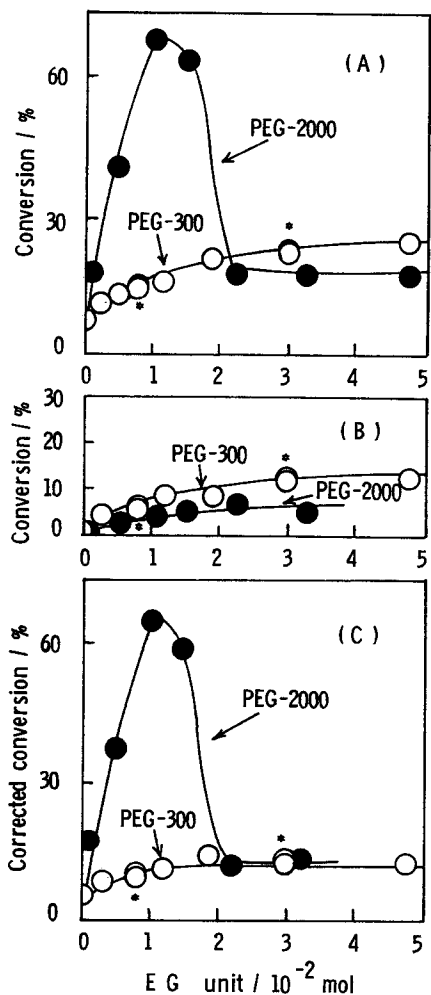 (A)
60
30
0
Conversion / %
PEG-2000
PEG-300
*
*
0 1 2 3 4 5
(B)
30
20
10
0
Conversion / %
PEG-300
*
PEG-2000
*
0 1 2 3 4 5
(C)
60
30
0
Corrected conversion / %
PEG-2000
PEG-300
*
*
0 1 2 3 4 5
EG unit / 10⁻² mol